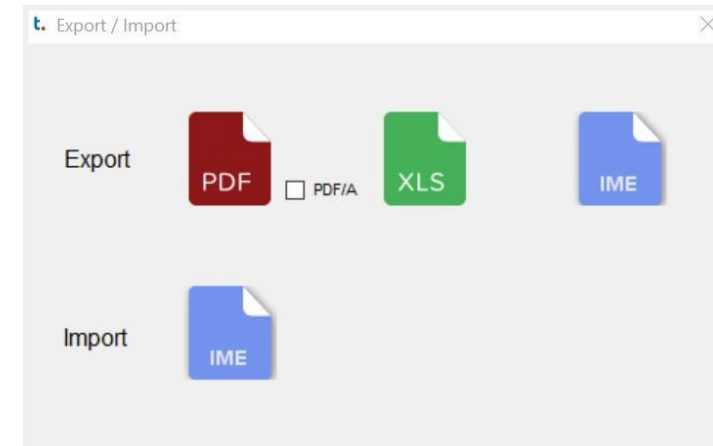 t. Export / Import
Export
PDF
PDF/A
XLS
IME
Import
IME